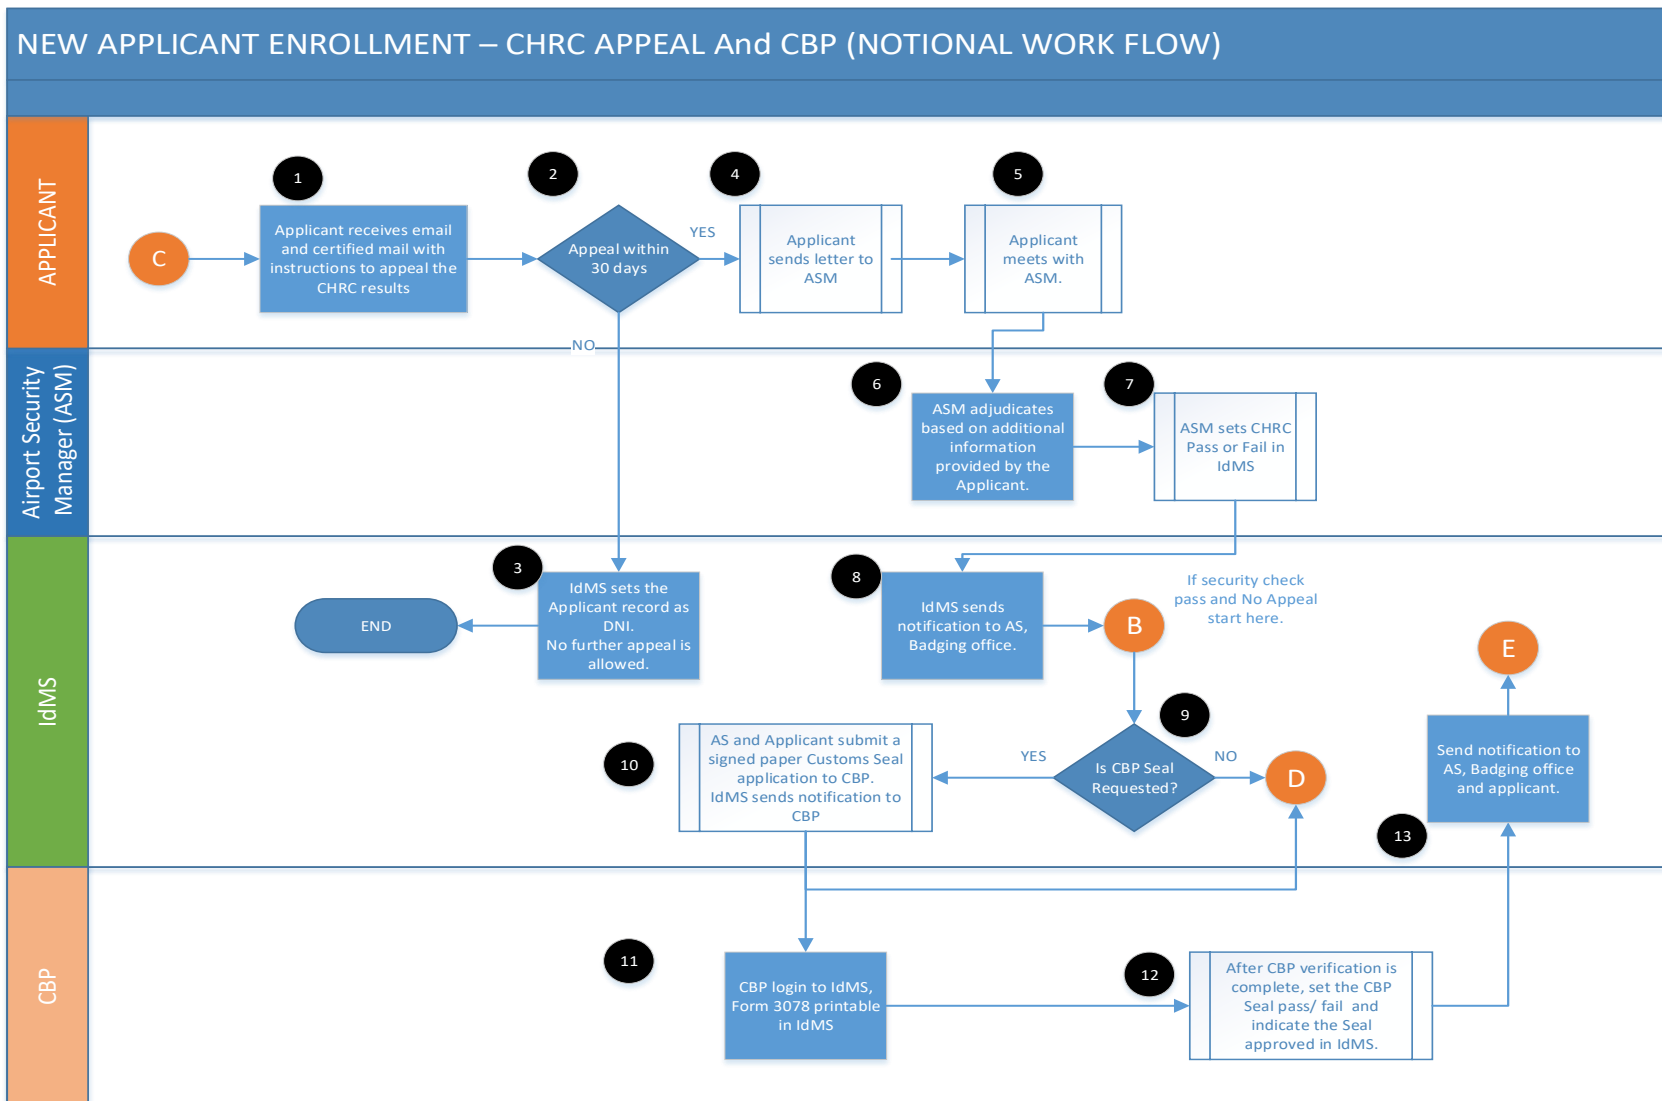 NEW APPLICANT ENROLLMENT – CHRC APPEAL And CBP (NOTIONAL WORK FLOW)
APPLICANT
C
1
Applicant receives email
and certified mail with
instructions to appeal the
CHRC results
2
Appeal within
30 days
YES
NO
4
Applicant
sends letter to
ASM
5
Applicant
meets with
ASM.
Airport Security
Manager (ASM)
6
ASM adjudicates
based on additional
information
provided by the
Applicant.
7
ASM sets CHRC
Pass or Fail in
IdMS
IdMS
3
IdMS sets the
Applicant record as
DNI.
No further appeal is
allowed.
END
8
IdMS sends
notification to AS,
Badging office.
B
If security check
pass and No Appeal
start here.
9
Is CBP Seal
Requested?
YES
NO
D
10
AS and Applicant submit a
signed paper Customs Seal
application to CBP.
IdMS sends notification to
CBP
E
Send notification to
AS, Badging office
and applicant.
13
CBP
11
CBP login to IdMS,
Form 3078 printable
in IdMS
12
After CBP verification is
complete, set the CBP
Seal pass/ fail and
indicate the Seal
approved in IdMS.